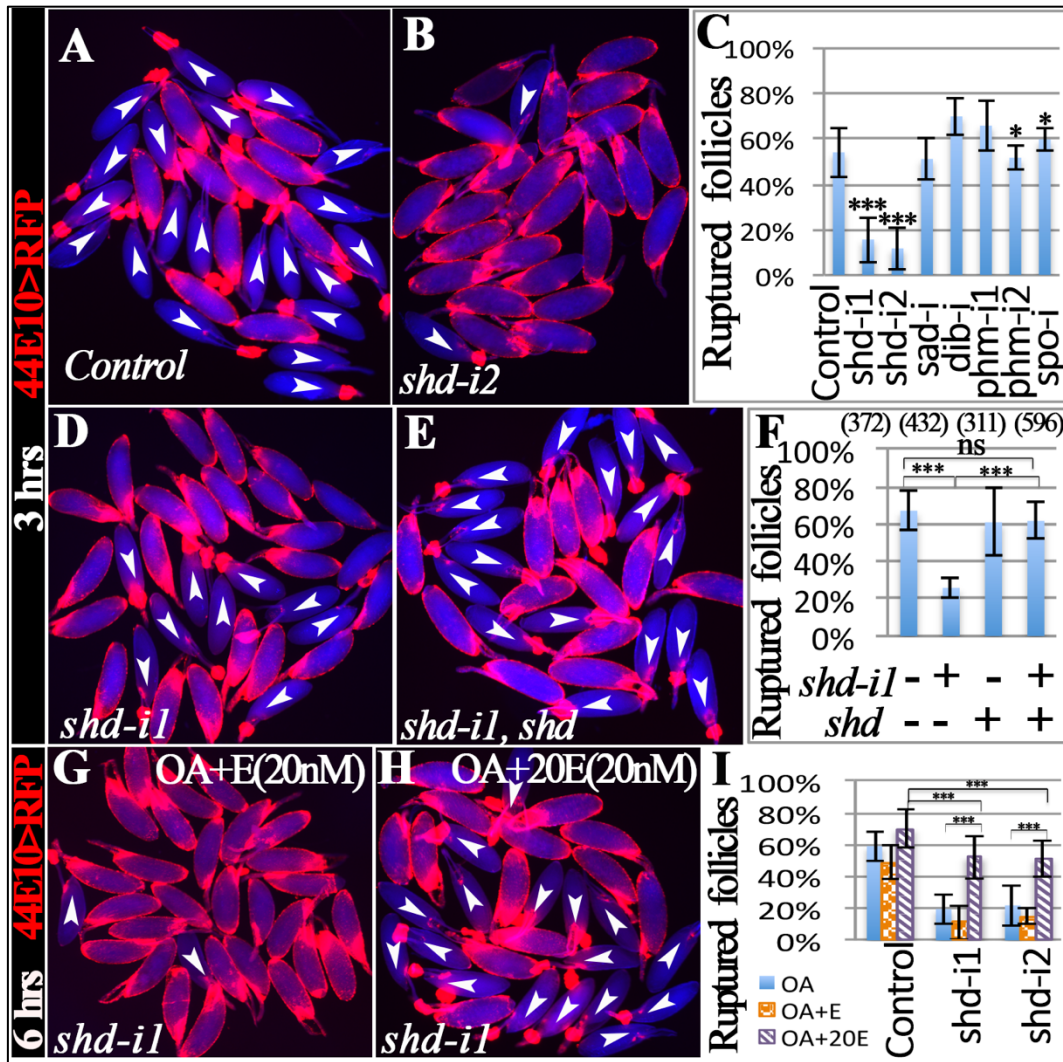 44E10>RFP
3 hrs
A
Control
B
shd-i2
C
Ruptured follicles
100%
80%
60%
40%
20%
0%
*** *** * *
Control
shd-i1
shd-i2
sad-i
dib-i
phm-i1
phm-i2
spo-i
D
shd-i1
E
shd-i1, shd
F
(372) (432) (311) (596)
ns
*** ***
Ruptured follicles
100%
80%
60%
40%
20%
0%
shd-i1 - + - +
shd - - + +
44E10>RFP
6 hrs
G OA+E(20nM)
shd-i1
H OA+20E(20nM)
shd-i1
I
Ruptured follicles
100%
80%
60%
40%
20%
0%
***
***
*** ***
Control
shd-i1
shd-i2
OA
OA+E
OA+20E